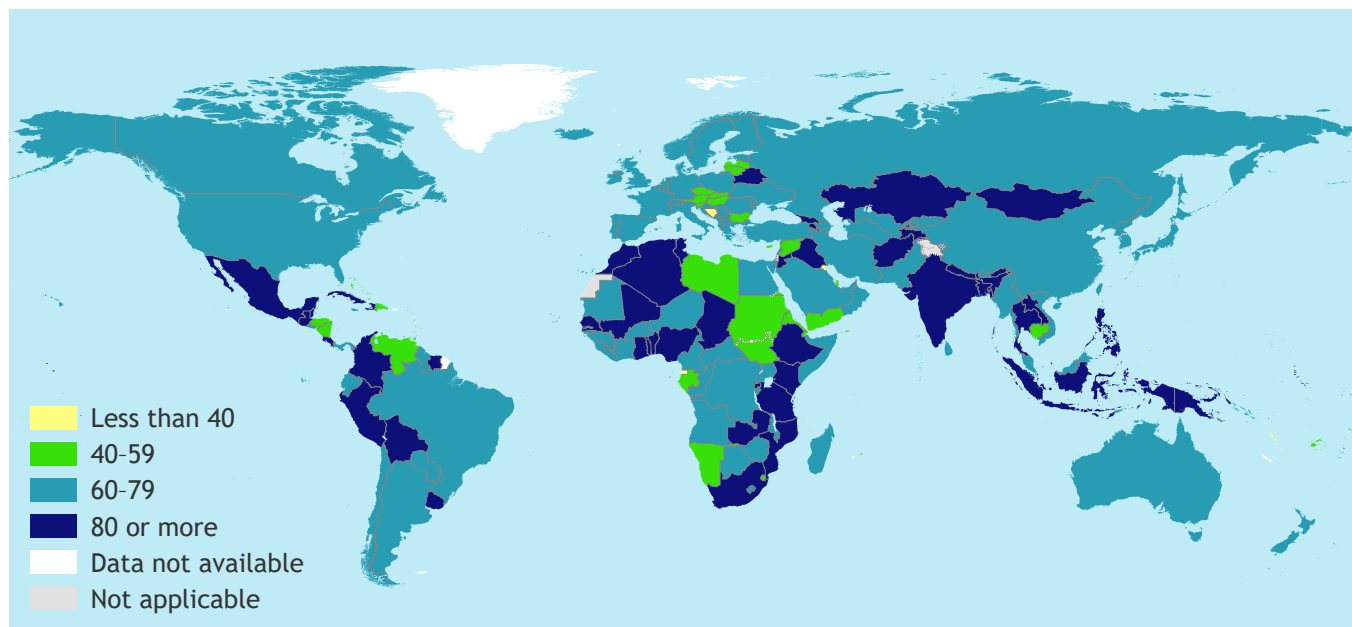 Less than 40
40–59
60–79
80 or more
Data not available
Not applicable